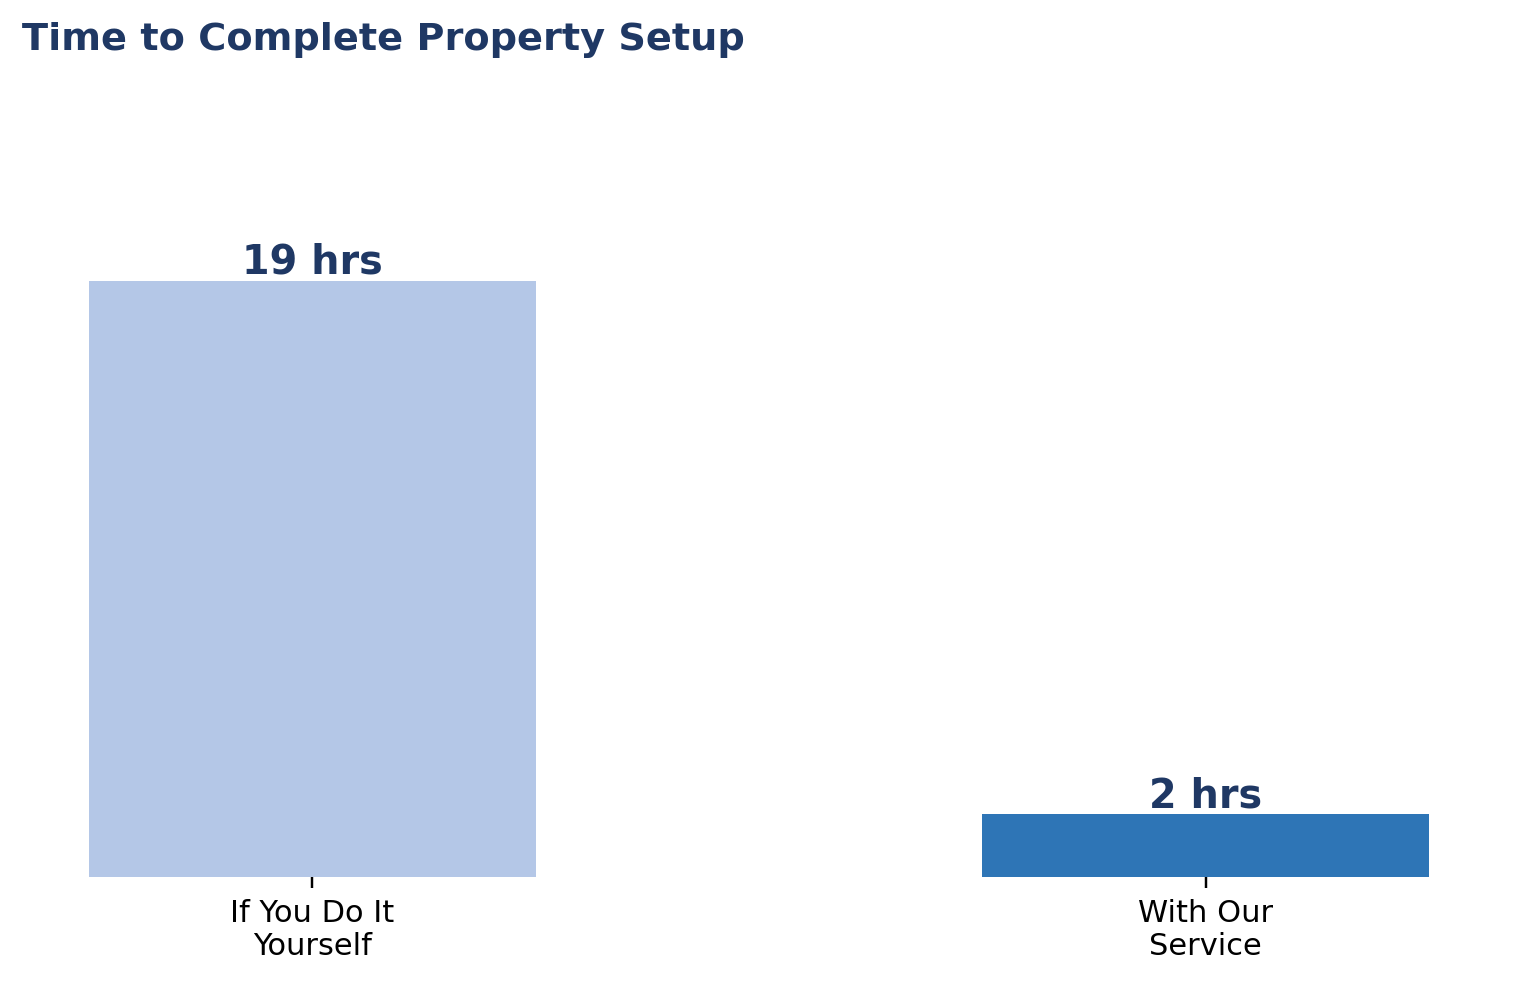 Time to Complete Property Setup
19 hrs
2 hrs
If You Do It
Yourself
With Our
Service